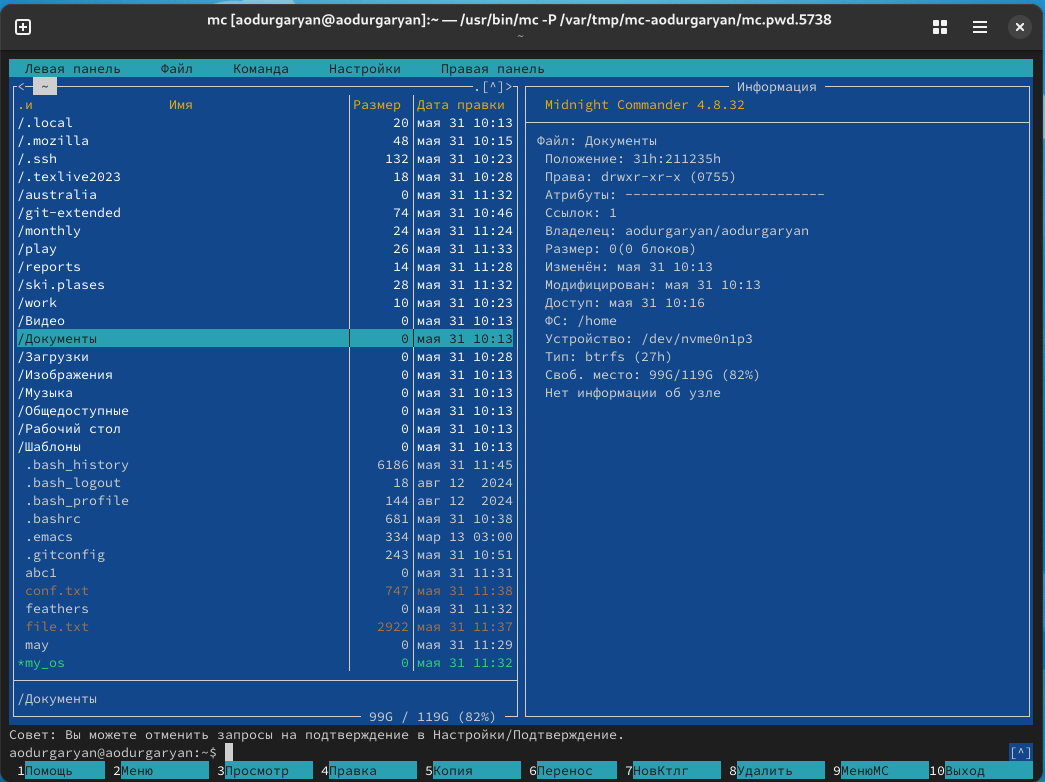 mc [aodurgaryan@aodurgaryan]:~ — /usr/bin/mc -P /var/tmp/mc-aodurgaryan/mc.pwd.5738
~
Левая панель Файл Команда Настройки Правая панель
<─ ~ ─.[^]>
.и Имя Размер Дата правки
/.local 20 мая 31 10:13
/.mozilla 48 мая 31 10:15
/.ssh 132 мая 31 10:23
/.texlive2023 18 мая 31 10:28
/australia 0 мая 31 11:32
/git-extended 74 мая 31 10:46
/monthly 24 мая 31 11:24
/play 26 мая 31 11:33
/reports 14 мая 31 11:28
/ski.plases 28 мая 31 11:32
/work 10 мая 31 10:23
/Видео 0 мая 31 10:13
/Документы 0 мая 31 10:13
/Загрузки 0 мая 31 10:28
/Изображения 0 мая 31 10:13
/Музыка 0 мая 31 10:13
/Общедоступные 0 мая 31 10:13
/Рабочий стол 0 мая 31 10:13
/Шаблоны 0 мая 31 10:13
.bash_history 6186 мая 31 11:45
.bash_logout 18 авг 12 2024
.bash_profile 144 авг 12 2024
.bashrc 681 мая 31 10:38
.emacs 334 мар 13 03:00
.gitconfig 243 мая 31 10:51
abc1 0 мая 31 11:31
conf.txt 747 мая 31 11:38
feathers 0 мая 31 11:32
file.txt 2922 мая 31 11:37
may 0 мая 31 11:29
*my_os 0 мая 31 11:32
/Документы
99G / 119G (82%)
Информация
Midnight Commander 4.8.32
Файл: Документы
Положение: 31h:211235h
Права: drwxr-xr-x (0755)
Атрибуты: -------------------------
Ссылок: 1
Владелец: aodurgaryan/aodurgaryan
Размер: 0(0 блоков)
Изменён: мая 31 10:13
Модифицирован: мая 31 10:13
Доступ: мая 31 10:16
ФС: /home
Устройство: /dev/nvme0n1p3
Тип: btrfs (27h)
Своб. место: 99G/119G (82%)
Нет информации об узле
Совет: Вы можете отменить запросы на подтверждение в Настройки/Подтверждение.
aodurgaryan@aodurgaryan:~$ [^]
1Помощь 2Меню 3Просмотр 4Правка 5Копия 6Перенос 7НовКтлг 8Удалить 9МенюMC 10Выход